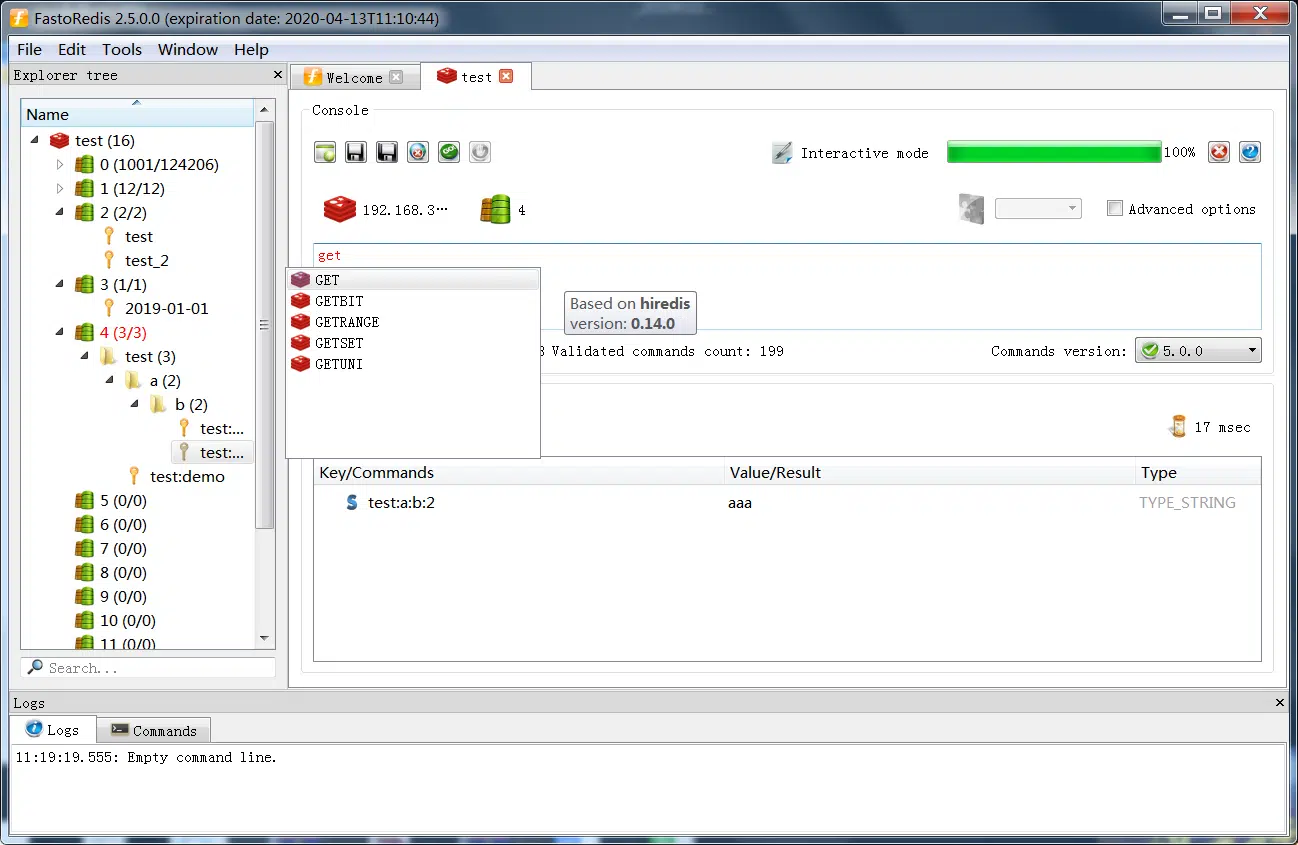 FastoRedis 2.5.0.0 (expiration date: 2020-04-13T11:10:44)
File Edit Tools Window Help
Explorer tree
Name
test (16)
0 (1001/124206)
1 (12/12)
2 (2/2)
test
test_2
3 (1/1)
2019-01-01
4 (3/3)
test (3)
a (2)
b (2)
test:...
test:...
test:demo
5 (0/0)
6 (0/0)
7 (0/0)
8 (0/0)
9 (0/0)
10 (0/0)
11 (0/0)
Search...
Welcome
test
Console
Interactive mode
100%
192.168.3…
4
Advanced options
get
GET
GETBIT
GETRANGE
GETSET
GETUNI
Based on hiredis
version: 0.14.0
Validated commands count: 199
Commands version: 5.0.0
17 msec
Key/Commands Value/Result Type
S test:a:b:2 aaa TYPE_STRING
Logs
Logs
Commands
11:19:19.555: Empty command line.